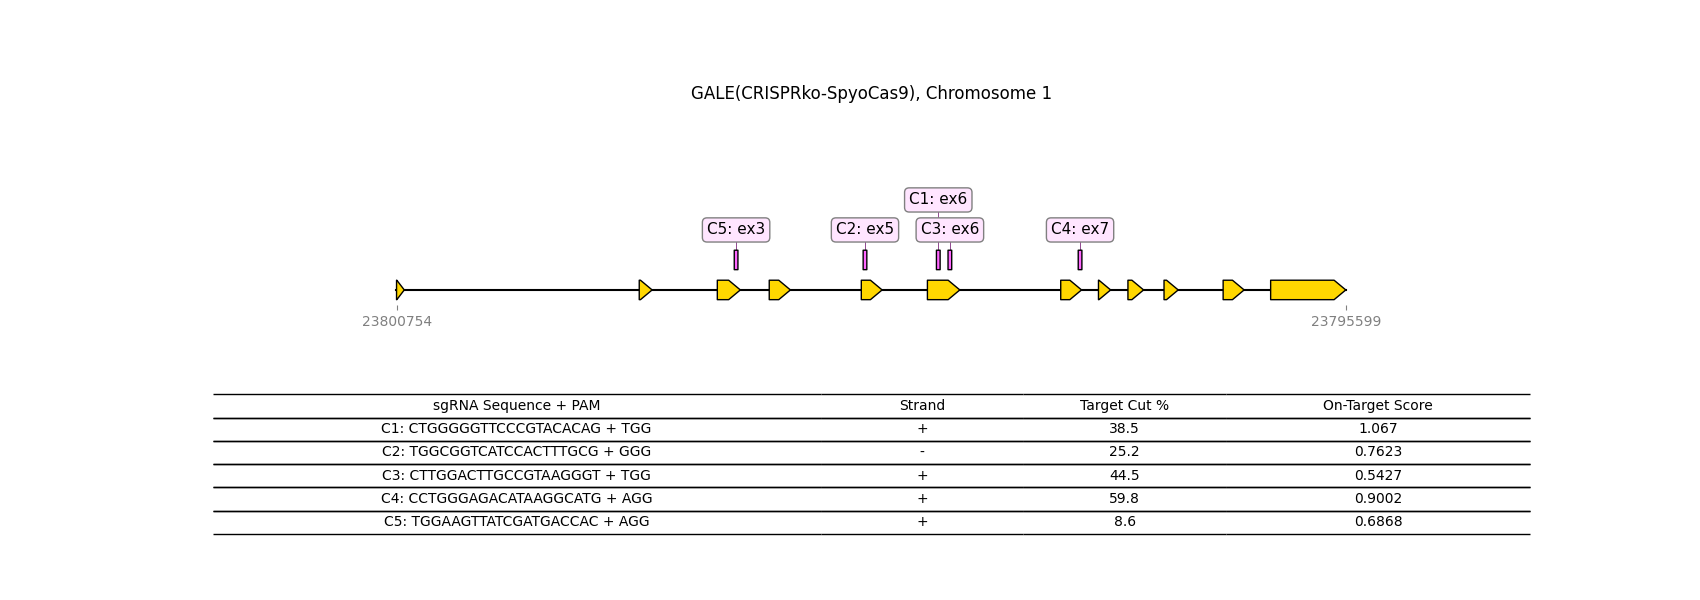 GALE(CRISPRko-SpyoCas9), Chromosome 1
C1: ex6
C5: ex3 C2: ex5 C3: ex6 C4: ex7
23800754 23795599
sgRNA Sequence + PAM Strand Target Cut % On-Target Score
C1: CTGGGGGTTCCCGTACACAG + TGG + 38.5 1.067
C2: TGGCGGTCATCCACTTTGCG + GGG - 25.2 0.7623
C3: CTTGGACTTGCCGTAAGGGT + TGG + 44.5 0.5427
C4: CCTGGGAGACATAAGGCATG + AGG + 59.8 0.9002
C5: TGGAAGTTATCGATGACCAC + AGG + 8.6 0.6868